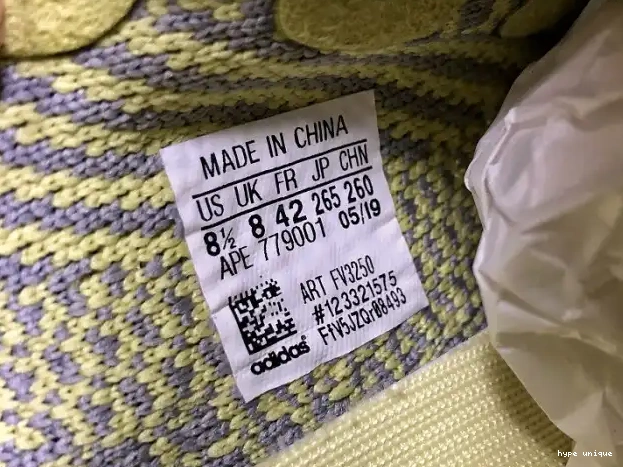 MADE IN CHINA
US UK FR JP CHN
8½ 8 42 265 260
APE 779001 05/19
ART FV3250
#123321575
F1V5JZQr08493
adidas
hype unique